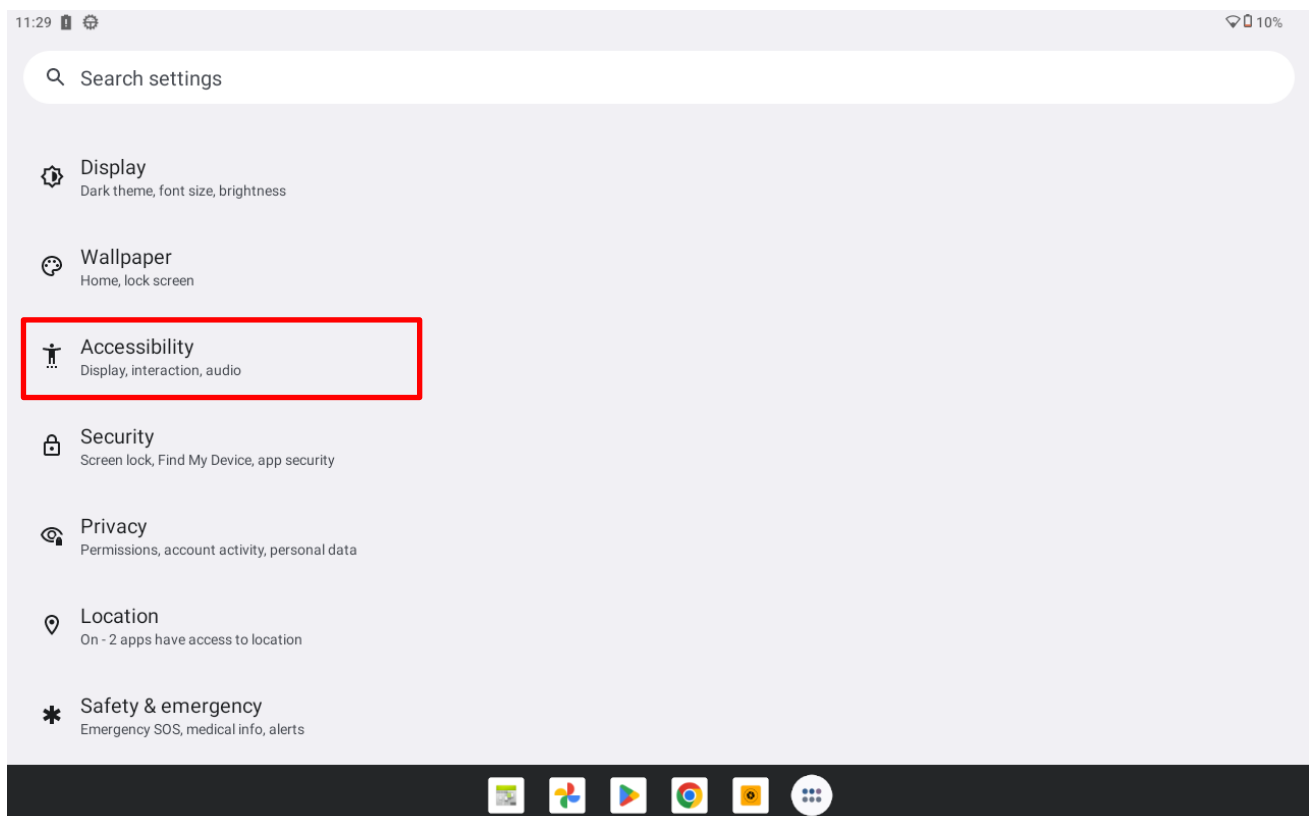 11:29
10%
Search settings
Display
Dark theme, font size, brightness
Wallpaper
Home, lock screen
Accessibility
Display, interaction, audio
Security
Screen lock, Find My Device, app security
Privacy
Permissions, account activity, personal data
Location
On - 2 apps have access to location
Safety & emergency
Emergency SOS, medical info, alerts